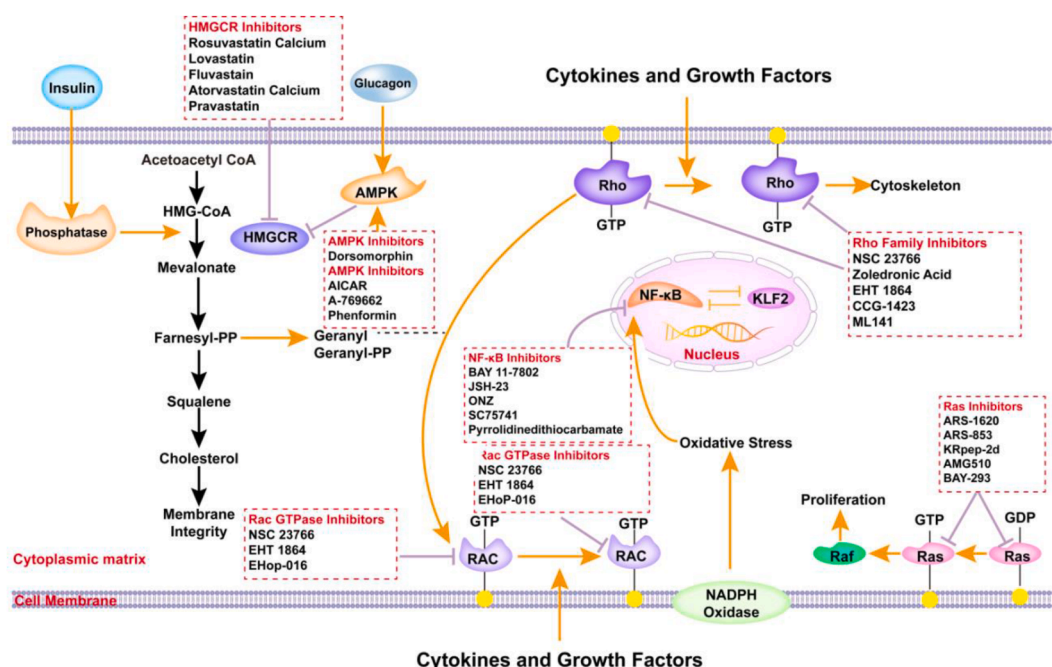 HMGCR Inhibitors
Rosuvastatin Calcium
Lovastatin
Fluvastain
Atorvastatin Calcium
Pravastatin
Insulin
Glucagon
Cytokines and Growth Factors
Acetoacetyl CoA
Phosphatase
HMG-CoA
HMGCR
AMPK
Mevalonate
AMPK Inhibitors
Dorsomorphin
AMPK Inhibitors
AICAR
A-769662
Phenformin
Farnesyl-PP
Geranyl
Geranyl-PP
Squalene
Cholesterol
Membrane
Integrity
Rho
GTP
Rho
GTP
Cytoskeleton
Rho Family Inhibitors
NSC 23766
Zoledronic Acid
EHT 1864
CCG-1423
ML141
NF-κB
KLF2
Nucleus
NF-κB Inhibitors
BAY 11-7802
JSH-23
ONZ
SC75741
Pyrrolidinedithiocarbamate
Rac GTPase Inhibitors
NSC 23766
EHT 1864
EHoP-016
Oxidative Stress
Ras Inhibitors
ARS-1620
ARS-853
KRpep-2d
AMG510
BAY-293
Proliferation
Rac GTPase Inhibitors
NSC 23766
EHT 1864
EHop-016
GTP
RAC
GTP
RAC
GTP
GDP
Raf
Ras
Ras
Cytoplasmic matrix
Cell Membrane
NADPH
Oxidase
Cytokines and Growth Factors